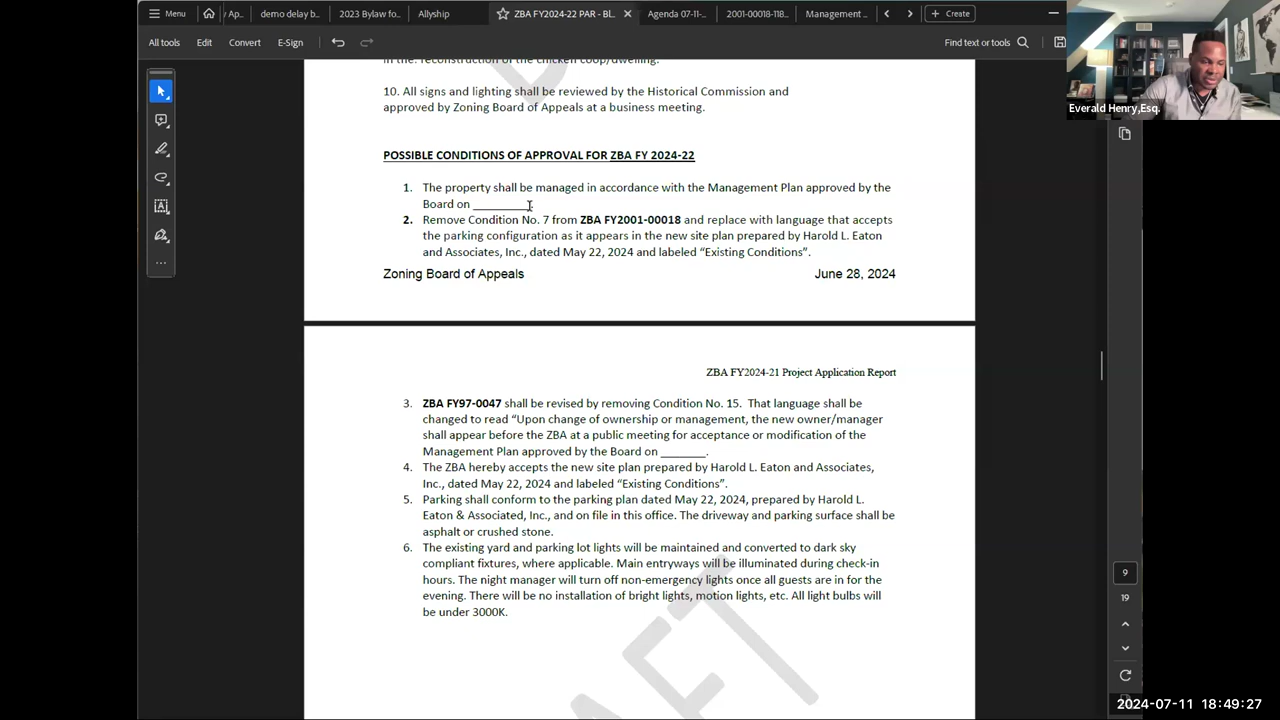 Menu
y Ap...
demo delay b...
2023 Bylaw fo...
Allyship
ZBA FY2024-22 PAR - BL...
Agenda 07-11-...
2001-00018-118...
Management ...
Create
All tools
Edit
Convert
E-Sign
Find text or tools
Everald Henry,Esq.
in the. reconstruction of the chicken coop/dwelling.
10. All signs and lighting shall be reviewed by the Historical Commission and
approved by Zoning Board of Appeals at a business meeting.
POSSIBLE CONDITIONS OF APPROVAL FOR ZBA FY 2024-22
1. The property shall be managed in accordance with the Management Plan approved by the
Board on _________.
2. Remove Condition No. 7 from ZBA FY2001-00018 and replace with language that accepts
the parking configuration as it appears in the new site plan prepared by Harold L. Eaton
and Associates, Inc., dated May 22, 2024 and labeled “Existing Conditions”.
Zoning Board of Appeals
June 28, 2024
ZBA FY2024-21 Project Application Report
3. ZBA FY97-0047 shall be revised by removing Condition No. 15. That language shall be
changed to read “Upon change of ownership or management, the new owner/manager
shall appear before the ZBA at a public meeting for acceptance or modification of the
Management Plan approved by the Board on _______.
4. The ZBA hereby accepts the new site plan prepared by Harold L. Eaton and Associates,
Inc., dated May 22, 2024 and labeled “Existing Conditions”.
5. Parking shall conform to the parking plan dated May 22, 2024, prepared by Harold L.
Eaton & Associated, Inc., and on file in this office. The driveway and parking surface shall be
asphalt or crushed stone.
6. The existing yard and parking lot lights will be maintained and converted to dark sky
compliant fixtures, where applicable. Main entryways will be illuminated during check-in
hours. The night manager will turn off non-emergency lights once all guests are in for the
evening. There will be no installation of bright lights, motion lights, etc. All light bulbs will
be under 3000K.
9
19
2024-07-11 18:49:27